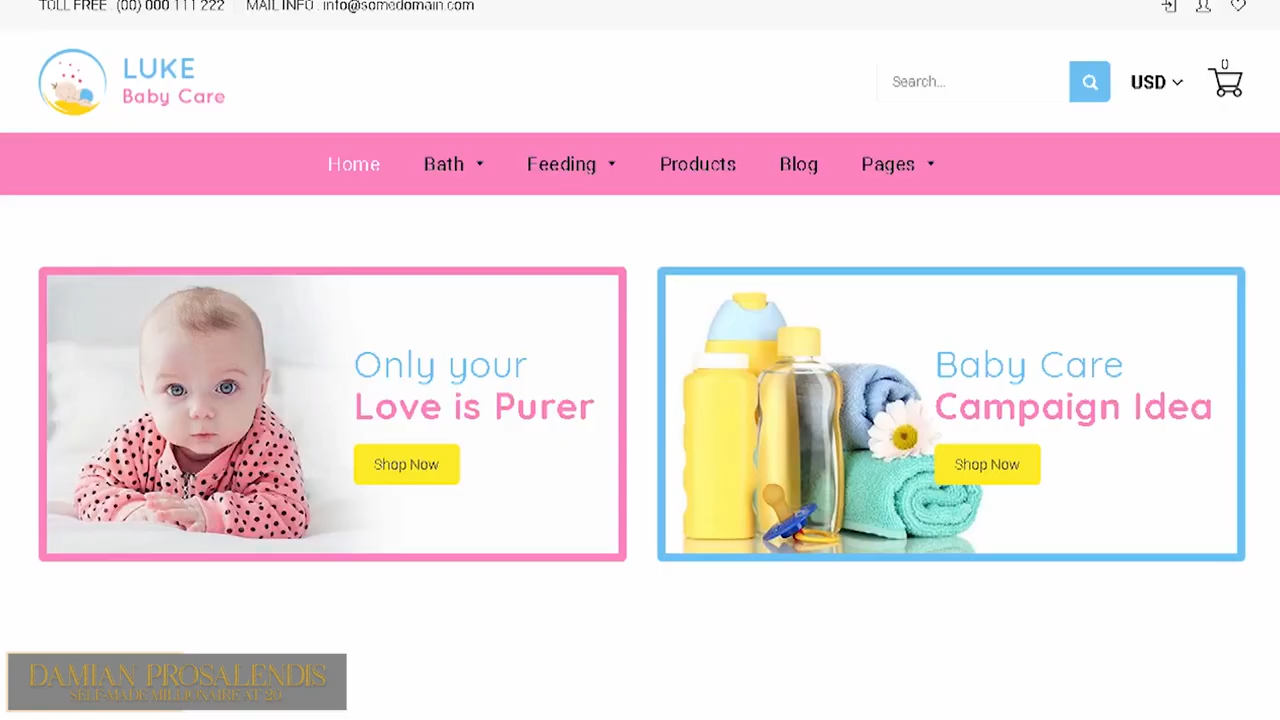 TOLL FREE : (00) 000 111 222 MAIL INFO : info@somedomain.com
LUKE
Baby Care
Search...
USD
0
Home Bath Feeding Products Blog Pages
Only your
Love is Purer
Shop Now
Baby Care
Campaign Idea
Shop Now
DAMIAN PROSALENDIS
SELF-MADE MILLIONAIRE AT 20